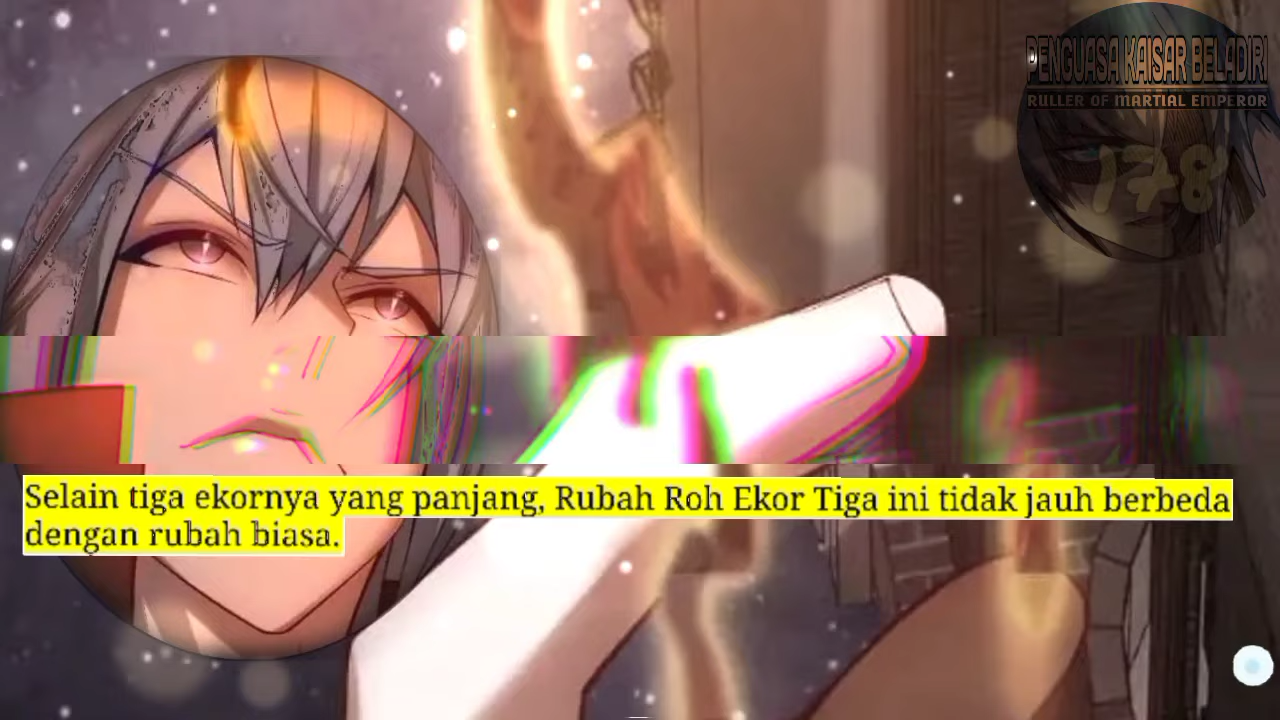 PENGUASA KAISAR BELADIRI
RULLER OF MARTIAL EMPEROR
178
Selain tiga ekornya yang panjang, Rubah Roh Ekor Tiga ini tidak jauh berbeda
dengan rubah biasa.